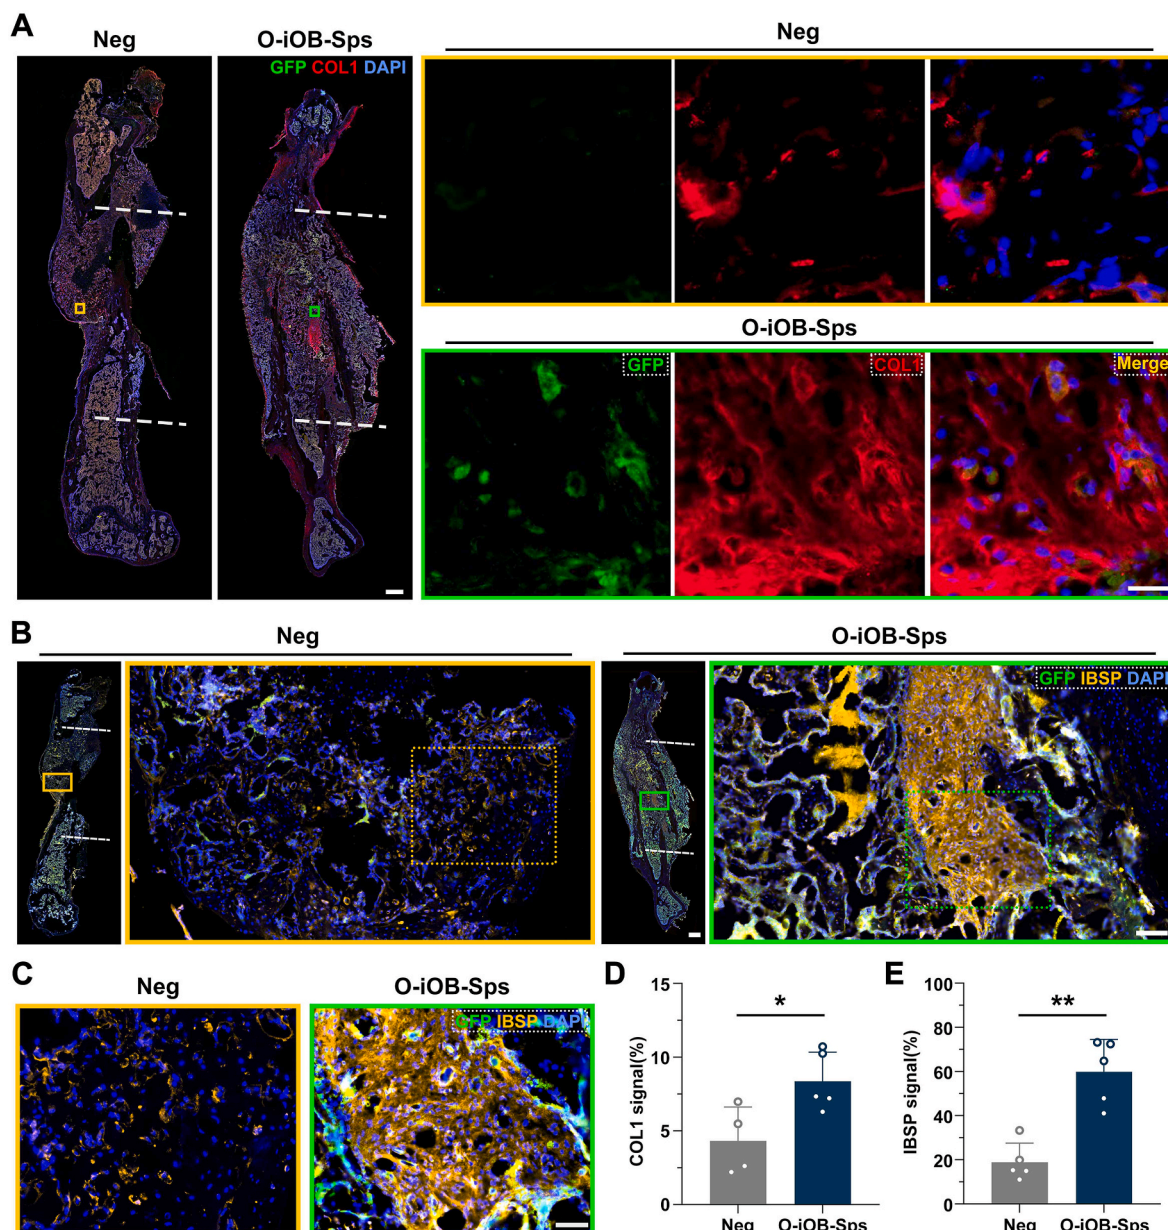 A
Neg
O-iOB-Sps
GFP COL1 DAPI
Neg
O-iOB-Sps
GFP
COL1
Merge
B
Neg
O-iOB-Sps
GFP IBSP DAPI
C
Neg
O-iOB-Sps
GFP IBSP DAPI
D
15
10
5
0
COL1 signal(%)
*
Neg
O-iOB-Sps
E
100
80
60
40
20
0
IBSP signal(%)
**
Neg
O-iOB-Sps